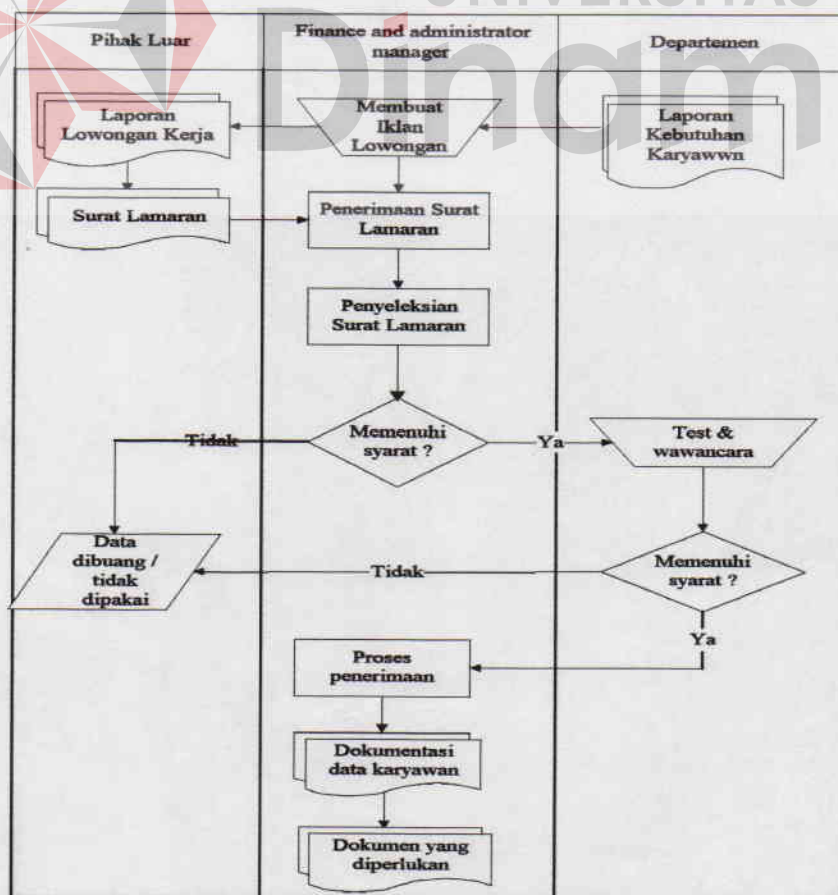 UNIVERSITAS
Dinam
Pihak Luar
Finance and administrator
manager
Departemen
Laporan
Lowongan Kerja
Membuat
Iklan
Lowongan
Laporan
Kebutuhan
Karyawwn
Surat Lamaran
Penerimaan Surat
Lamaran
Penyeleksian
Surat Lamaran
Memenuhi
syarat ?
Tidak
Ya
Test &
wawancara
Data
dibuang /
tidak
dipakai
Tidak
Memenuhi
syarat ?
Ya
Proses
penerimaan
Dokumentasi
data karyawan
Dokumen yang
diperlukan